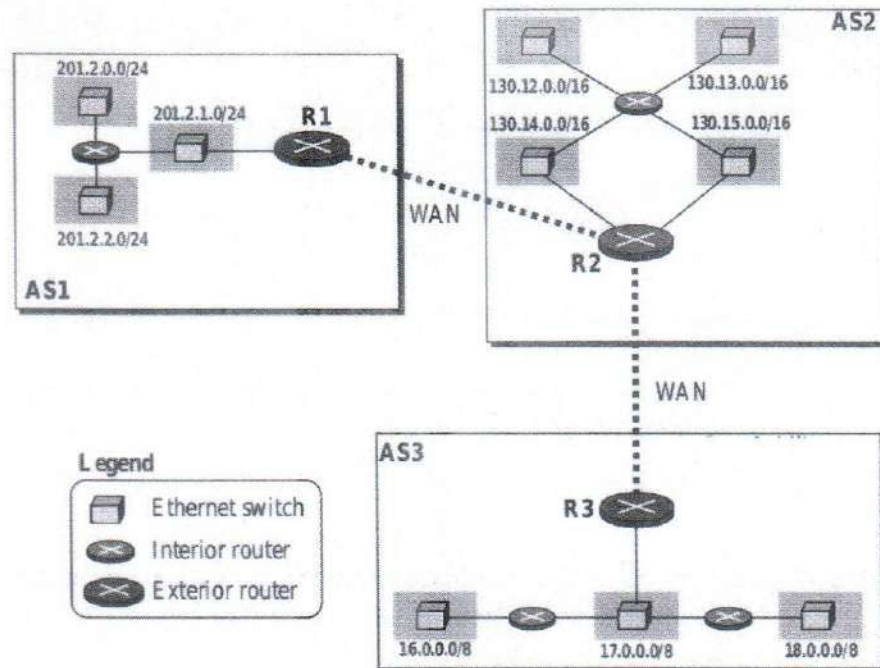 AS2
201.2.0.0/24
201.2.1.0/24
R1
130.12.0.0/16
130.13.0.0/16
130.14.0.0/16
130.15.0.0/16
201.2.2.0/24
WAN
R2
AS1
WAN
AS3
Legend
Ethernet switch
Interior router
Exterior router
R3
16.0.0.0/8
17.0.0.0/8
18.0.0.0/8